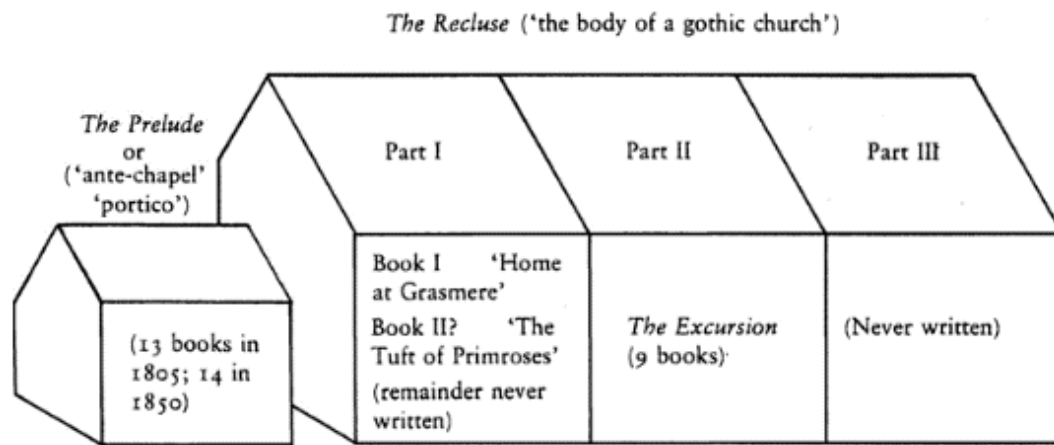 The Recluse ('the body of a gothic church')
The Prelude
or
('ante-chapel'
'portico')
Part I
Part II
Part III
Book I 'Home
at Grasmere'
Book II? 'The
Tuft of Primroses'
(remainder never
written)
The Excursion
(9 books)
(Never written)
(13 books in
1805; 14 in
1850)